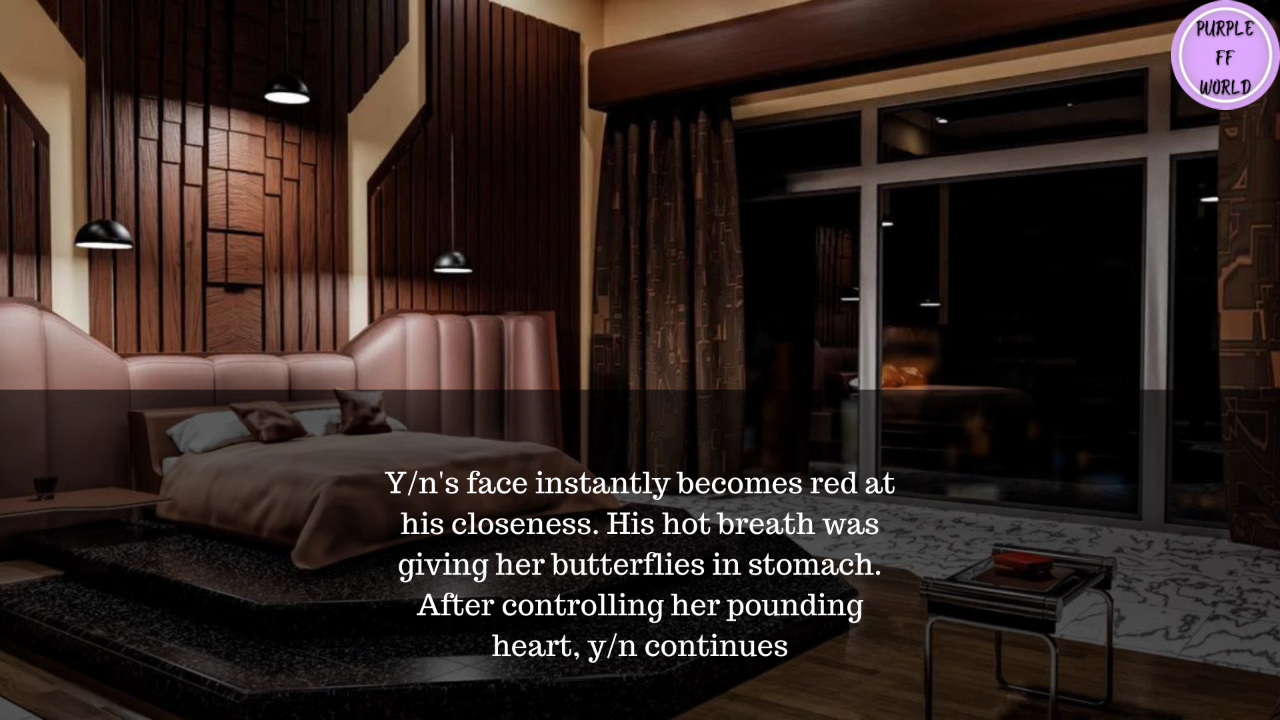 PURPLE
FF
WORLD
Y/n's face instantly becomes red at
his closeness. His hot breath was
giving her butterflies in stomach.
After controlling her pounding
heart, y/n continues